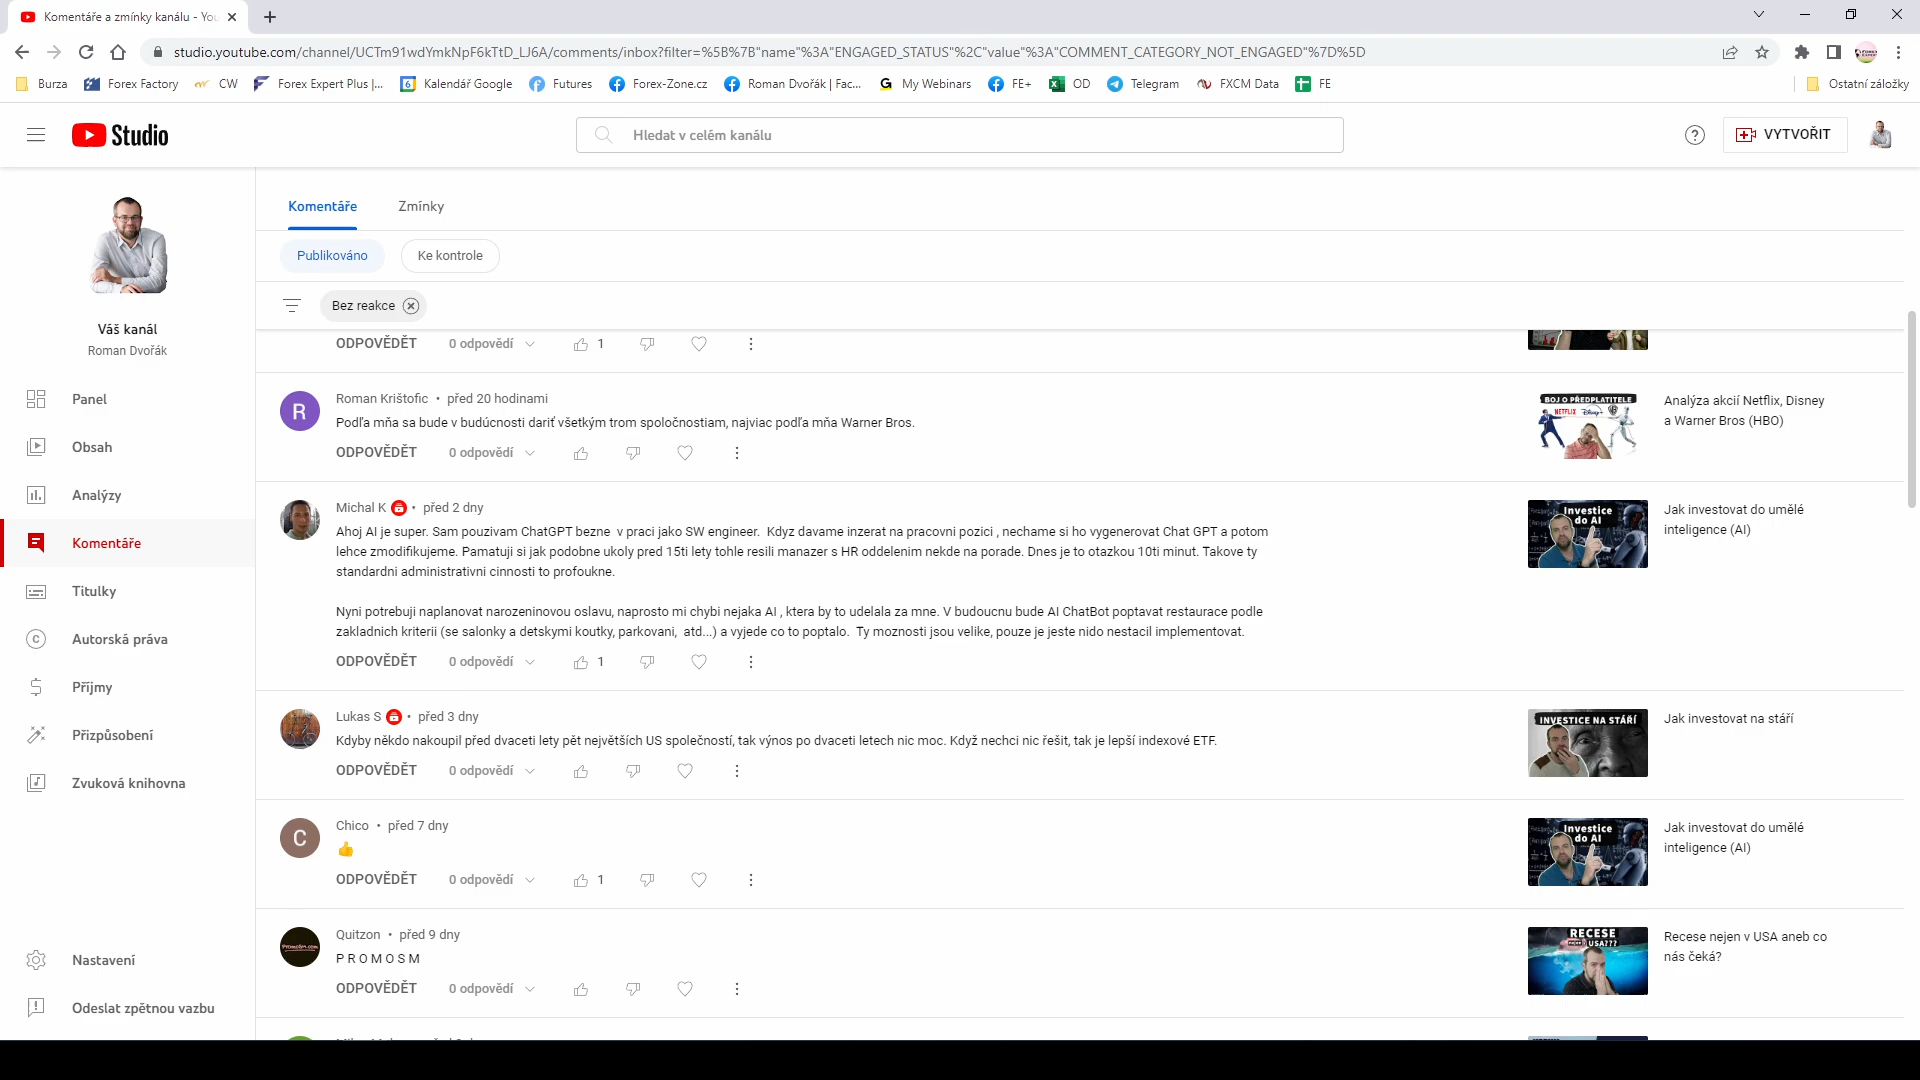 Komentáře a zmínky kanálu - You
studio.youtube.com/channel/UCTm91wdYmkNpF6kTtD_LJ6A/comments/inbox?filter=%5B%7B"name"%3A"ENGAGED_STATUS"%2C"value"%3A"COMMENT_CATEGORY_NOT_ENGAGED"%7D%5D
Burza Forex Factory CW Forex Expert Plus |... Kalendář Google Futures Forex-Zone.cz Roman Dvořák | Fac... My Webinars FE+ OD Telegram FXCM Data FE Ostatní záložky
Studio
Hledat v celém kanálu
VYTVOŘIT
Komentáře Zmínky
Publikováno Ke kontrole
Bez reakce
Váš kanál
Roman Dvořák
Panel
Obsah
Analýzy
Komentáře
Titulky
Autorská práva
Příjmy
Přizpůsobení
Zvuková knihovna
Nastavení
Odeslat zpětnou vazbu
ODPOVĚDĚT 0 odpovědí 1
Roman Krištofic • před 20 hodinami
Podľa mňa sa bude v budúcnosti dariť všetkým trom spoločnostiam, najviac podľa mňa Warner Bros.
ODPOVĚDĚT 0 odpovědí
BOJ O PŘEDPLATITELE
NETFLIX Disney+
Analýza akcií Netflix, Disney
a Warner Bros (HBO)
Michal K • před 2 dny
Ahoj AI je super. Sam pouzivam ChatGPT bezne v praci jako SW engineer. Kdyz davame inzerat na pracovni pozici , nechame si ho vygenerovat Chat GPT a potom
lehce zmodifikujeme. Pamatuji si jak podobne ukoly pred 15ti lety tohle resili manazer s HR oddelenim nekde na porade. Dnes je to otazkou 10ti minut. Takove ty
standardni administrativni cinnosti to profoukne.
Nyni potrebuji naplanovat narozeninovou oslavu, naprosto mi chybi nejaka AI , ktera by to udelala za mne. V budoucnu bude AI ChatBot poptavat restaurace podle
zakladnich kriterii (se salonky a detskymi koutky, parkovani, atd...) a vyjede co to poptalo. Ty moznosti jsou velike, pouze je jeste nido nestacil implementovat.
ODPOVĚDĚT 0 odpovědí 1
Investice
do AI
Jak investovat do umělé
inteligence (AI)
Lukas S • před 3 dny
Kdyby někdo nakoupil před dvaceti lety pět největších US společností, tak výnos po dvaceti letech nic moc. Když nechci nic řešit, tak je lepší indexové ETF.
ODPOVĚDĚT 0 odpovědí
INVESTICE NA STÁŘÍ
Jak investovat na stáří
Chico • před 7 dny
👍
ODPOVĚDĚT 0 odpovědí 1
Investice
do AI
Jak investovat do umělé
inteligence (AI)
Quitzon • před 9 dny
P R O M O S M
ODPOVĚDĚT 0 odpovědí
RECESE
nejen v USA???
Recese nejen v USA aneb co
nás čeká?